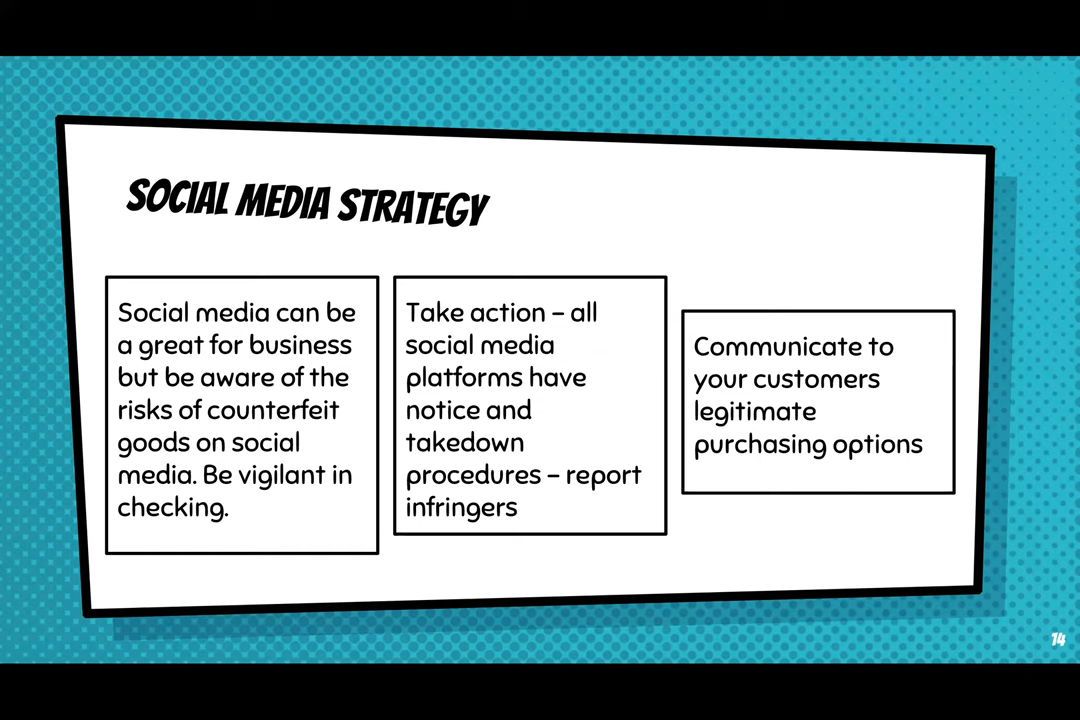 SOCIAL MEDIA STRATEGY
Social media can be
a great for business
but be aware of the
risks of counterfeit
goods on social
media. Be vigilant in
checking.
Take action – all
social media
platforms have
notice and
takedown
procedures – report
infringers
Communicate to
your customers
legitimate
purchasing options
14